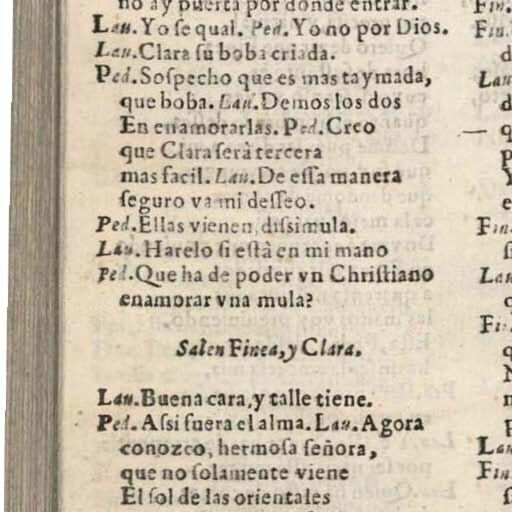 no ay puerta por donde entrar.
Lau. Yo se qual. Ped. Yo no por Dios.
Lau. Clara su boba criada.
Ped. Sospecho que es mas taymada,
que boba. Lau. Demos los dos
En enamorarlas. Ped. Creo
que Clara serà tercera
mas facil. Lau. De essa manera
seguro va mi desseo.
Ped. Ellas vienen, dissimula.
Lau. Harelo si està en mi mano
Ped. Que ha de poder vn Christiano
enamorar vna mula?
Salen Finea, y Clara.
Lau. Buena cara, y talle tiene.
Ped. Assi fuera el alma. Lau. Agora
conozco, hermosa señora,
que no solamente viene
El sol de las orientales
Fin.
Fin.
Lau
Fin.
Lau
Fi
Lau
Fin.